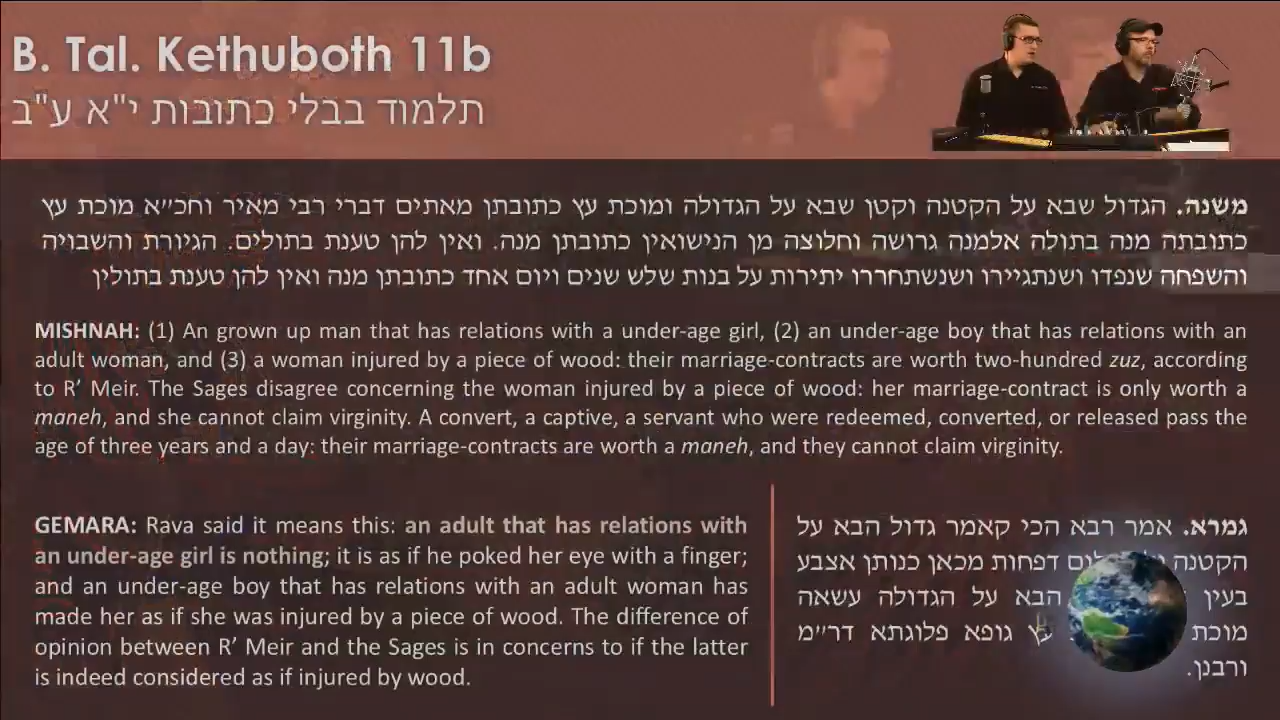 B. Tal. Kethuboth 11b
תלמוד בבלי כתובות י"א ע"ב
משנה. הגדול שבא על הקטנה וקטן שבא על הגדולה ומוכת עץ כתובתן מאתים דברי רבי מאיר וחכ״א מוכת עץ
כתובתה מנה בתולה אלמנה גרושה וחלוצה מן הנישואין כתובתן מנה. ואין להן טענת בתולים. הגיורת והשבויה
והשפחה שנפדו ושנתגיירו ושנשתחררו יתירות על בנות שלש שנים ויום אחד כתובתן מנה ואין להן טענת בתולין
MISHNAH: (1) An grown up man that has relations with a under-age girl, (2) an under-age boy that has relations with an
adult woman, and (3) a woman injured by a piece of wood: their marriage-contracts are worth two-hundred zuz, according
to R’ Meir. The Sages disagree concerning the woman injured by a piece of wood: her marriage-contract is only worth a
maneh, and she cannot claim virginity. A convert, a captive, a servant who were redeemed, converted, or released pass the
age of three years and a day: their marriage-contracts are worth a maneh, and they cannot claim virginity.
GEMARA: Rava said it means this: an adult that has relations with
an under-age girl is nothing; it is as if he poked her eye with a finger;
and an under-age boy that has relations with an adult woman has
made her as if she was injured by a piece of wood. The difference of
opinion between R’ Meir and the Sages is in concerns to if the latter
is indeed considered as if injured by wood.
גמרא. אמר רבא הכי קאמר גדול הבא על
הקטנה דפחות מכאן כנותן אצבע
בעין הבא על הגדולה עשאה
מוכת עץ גופא פלוגתא דר״מ
ורבנן.